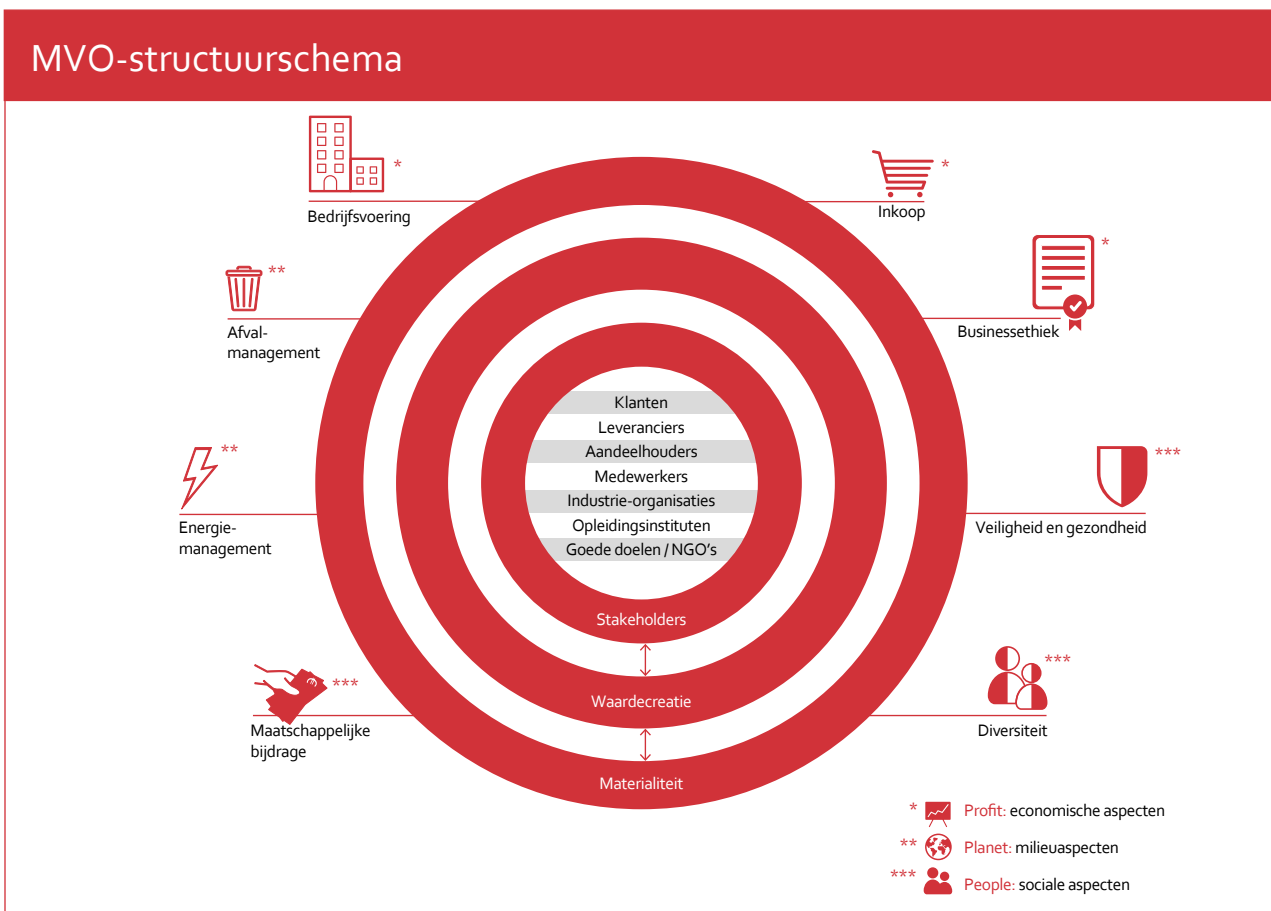 MVO-structuurschema
*
Bedrijfsvoering
*
Inkoop
**
Afval-
management
*
Businessethiek
Klanten
Leveranciers
Aandeelhouders
Medewerkers
Industrie-organisaties
Opleidingsinstituten
Goede doelen / NGO's
**
Energie-
management
***
Veiligheid en gezondheid
Stakeholders
Waardecreatie
Materialiteit
€
***
Maatschappelijke
bijdrage
***
Diversiteit
* Profit: economische aspecten
** Planet: milieuaspecten
*** People: sociale aspecten